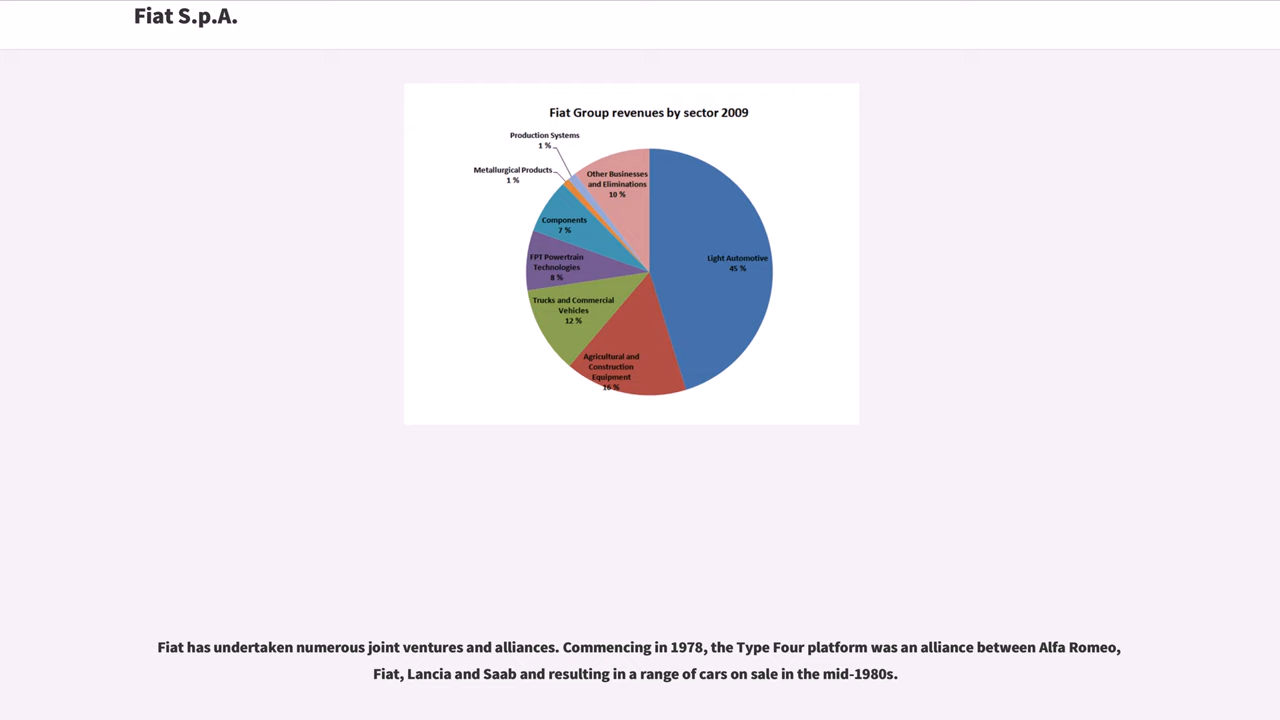 Fiat S.p.A.
Fiat Group revenues by sector 2009
Production Systems
1 %
Metallurgical Products
1 %
Other Businesses
and Eliminations
10 %
Components
7 %
Light Automotive
45 %
FPT Powertrain
Technologies
8 %
Trucks and Commercial
Vehicles
12 %
Agricultural and
Construction
Equipment
16 %
Fiat has undertaken numerous joint ventures and alliances. Commencing in 1978, the Type Four platform was an alliance between Alfa Romeo,
Fiat, Lancia and Saab and resulting in a range of cars on sale in the mid-1980s.